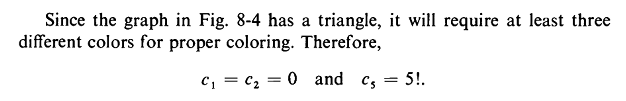 Since the graph in Fig. 8-4 has a triangle, it will require at least three
different colors for proper coloring. Therefore,
c₁ = c₂ = 0 and c₅ = 5!.